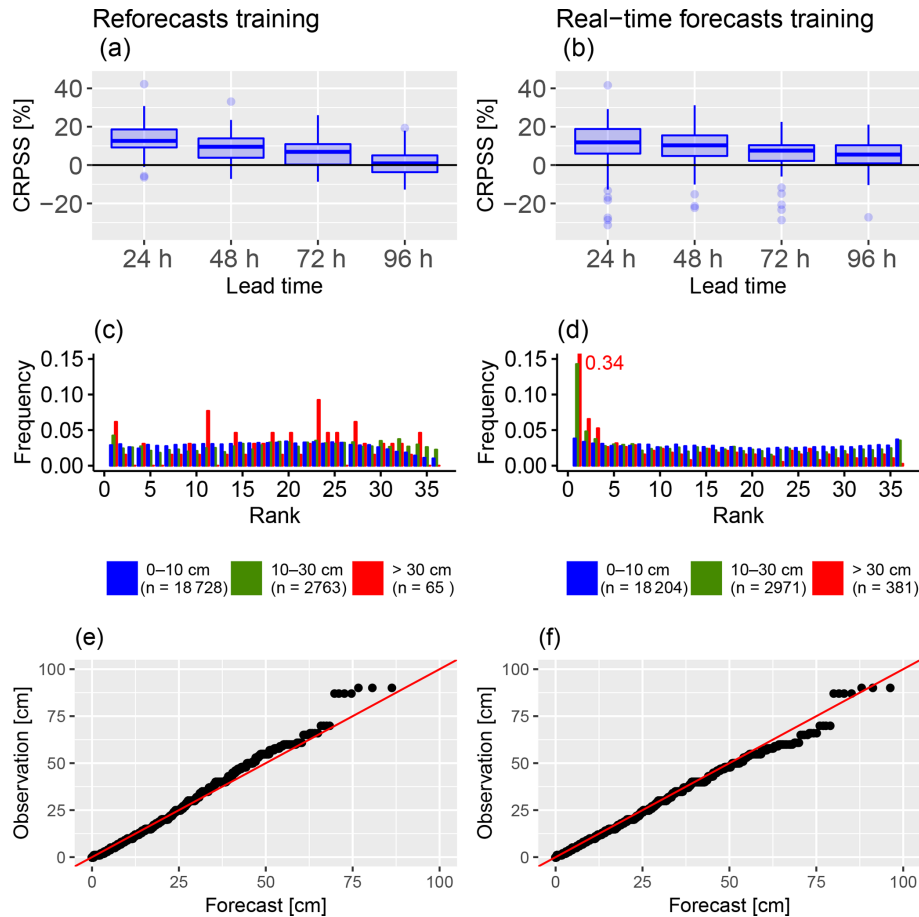 Reforecasts training
Real−time forecasts training
(a)
(b)
CRPSS [%]
40
20
0
−20
24 h 48 h 72 h 96 h
Lead time
CRPSS [%]
40
20
0
−20
24 h 48 h 72 h 96 h
Lead time
(c)
Frequency
0.15
0.10
0.05
0.00
0 5 10 15 20 25 30 35
Rank
(d)
0.34
Frequency
0.15
0.10
0.05
0.00
0 5 10 15 20 25 30 35
Rank
0–10 cm
(n = 18 728)
10–30 cm
(n = 2763)
> 30 cm
(n = 65 )
0–10 cm
(n = 18 204)
10–30 cm
(n = 2971)
> 30 cm
(n = 381)
(e)
Observation [cm]
100
75
50
25
0
0 25 50 75 100
Forecast [cm]
(f)
Observation [cm]
100
75
50
25
0
0 25 50 75 100
Forecast [cm]